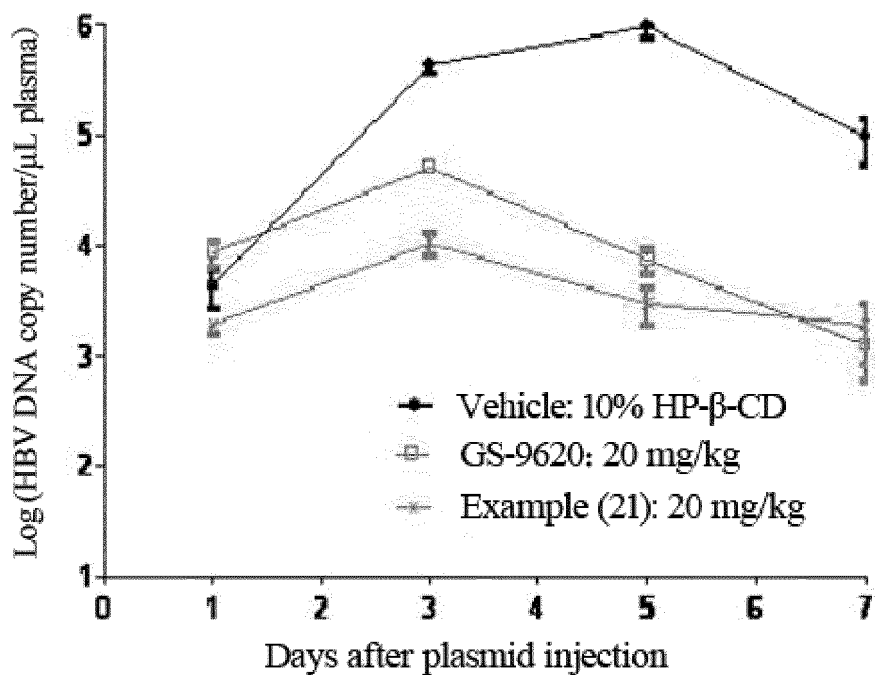 Log (HBV DNA copy number/µL plasma)
6
5
4
3
2
1
0 1 2 3 4 5 6 7
Days after plasmid injection
Vehicle: 10% HP-β-CD
GS-9620: 20 mg/kg
Example (21): 20 mg/kg